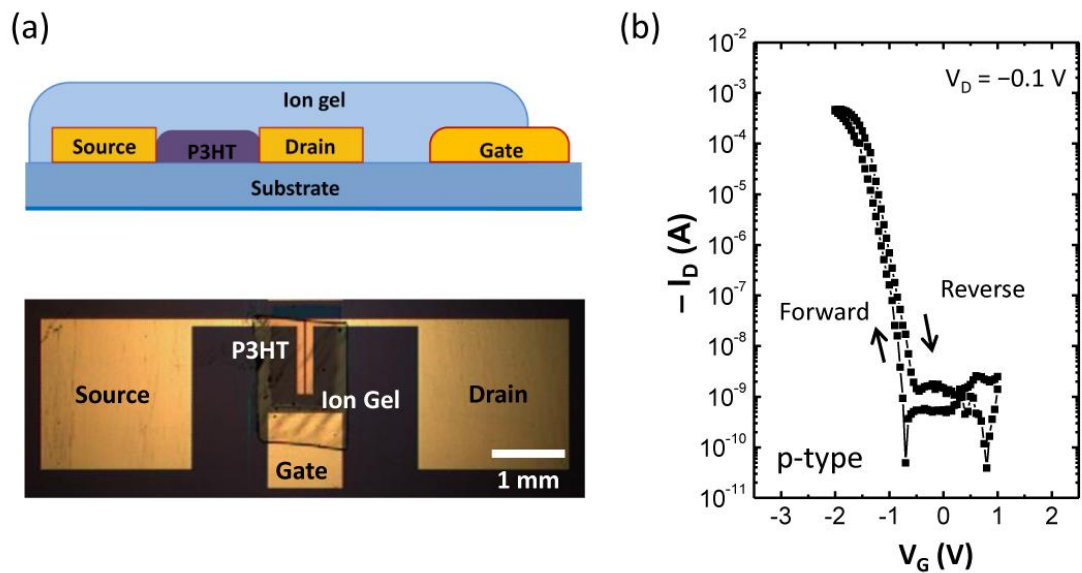 (a)
Ion gel
Source
P3HT
Drain
Gate
Substrate
P3HT
Source
Ion Gel
Drain
Gate
1 mm
(b)
10⁻²
V_D = −0.1 V
10⁻³
10⁻⁴
10⁻⁵
10⁻⁶
10⁻⁷
10⁻⁸
10⁻⁹
10⁻¹⁰
10⁻¹¹
− I_D (A)
Reverse
Forward
p-type
-3 -2 -1 0 1 2
V_G (V)